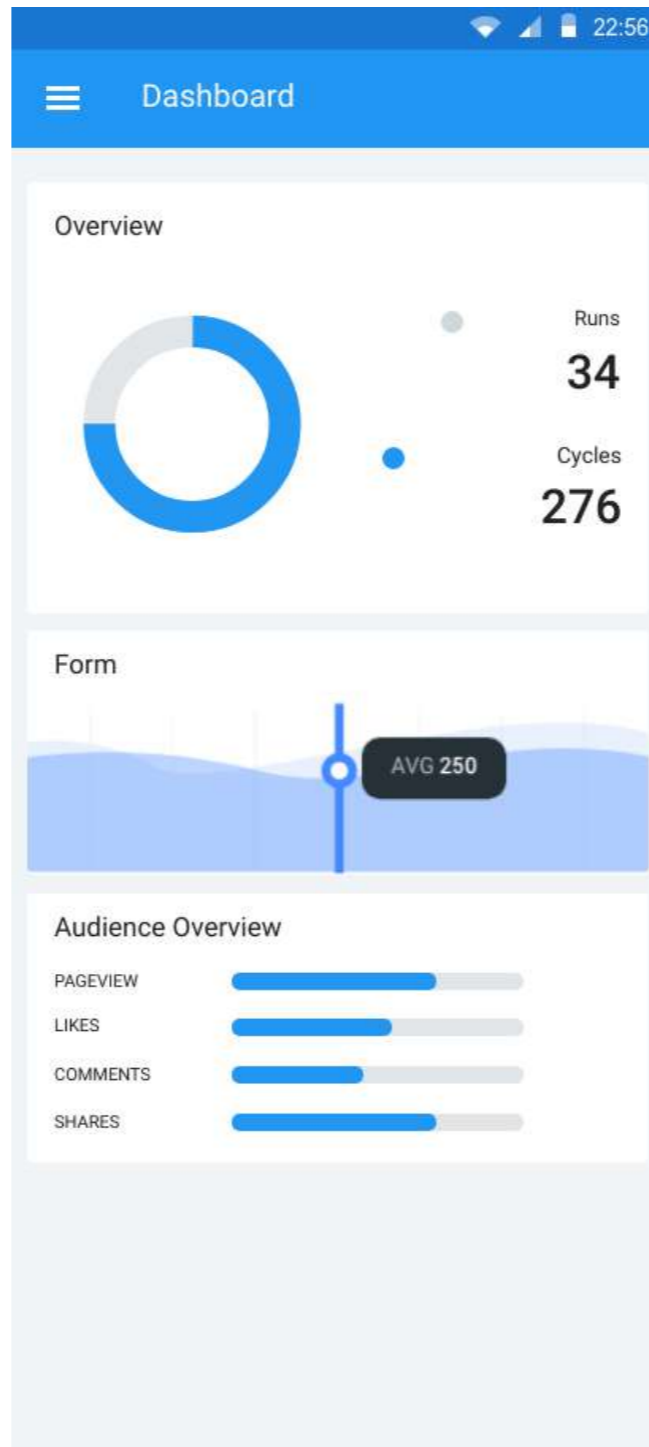 22:56
Dashboard
Overview
Runs
34
Cycles
276
Form
AVG 250
Audience Overview
PAGEVIEW
LIKES
COMMENTS
SHARES